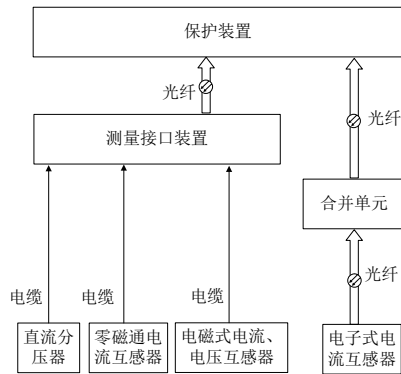 保护装置
光纤
光纤
测量接口装置
合并单元
光纤
电缆
电缆
电缆
直流分
压器
零磁通电
流互感器
电磁式电流、
电压互感器
电子式电
流互感器